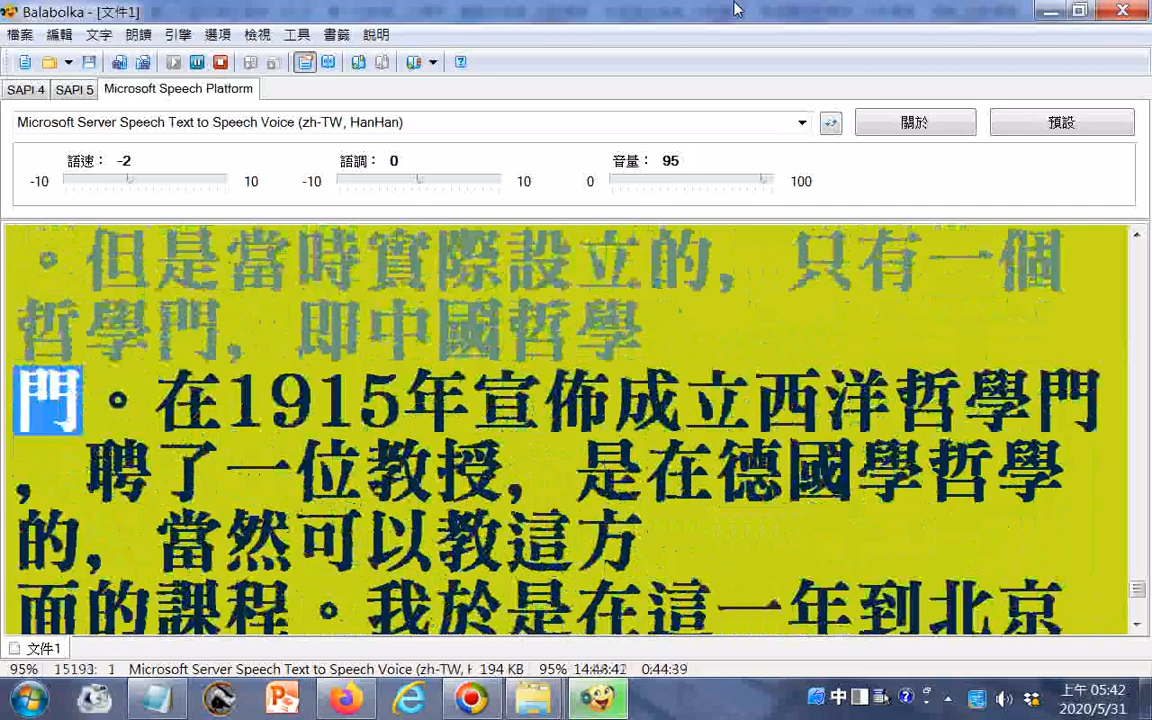 Balabolka - [文件1]
檔案 編輯 文字 朗讀 引擎 選項 檢視 工具 書籤 說明
SAPI 4 SAPI 5 Microsoft Speech Platform
Microsoft Server Speech Text to Speech Voice (zh-TW, HanHan) 關於 預設
語速： -2 語調： 0 音量： 95
-10 10 -10 10 0 100
。但是當時實際設立的，只有一個
哲學門，即中國哲學
門。在1915年宣佈成立西洋哲學門
，聘了一位教授，是在德國學哲學
的，當然可以教這方
面的課程。我於是在這一年到北京
文件1
95% 15193: 1 Microsoft Server Speech Text to Speech Voice (zh-TW, H 194 KB 95% 0:44:39
中 上午 05:42
2020/5/31